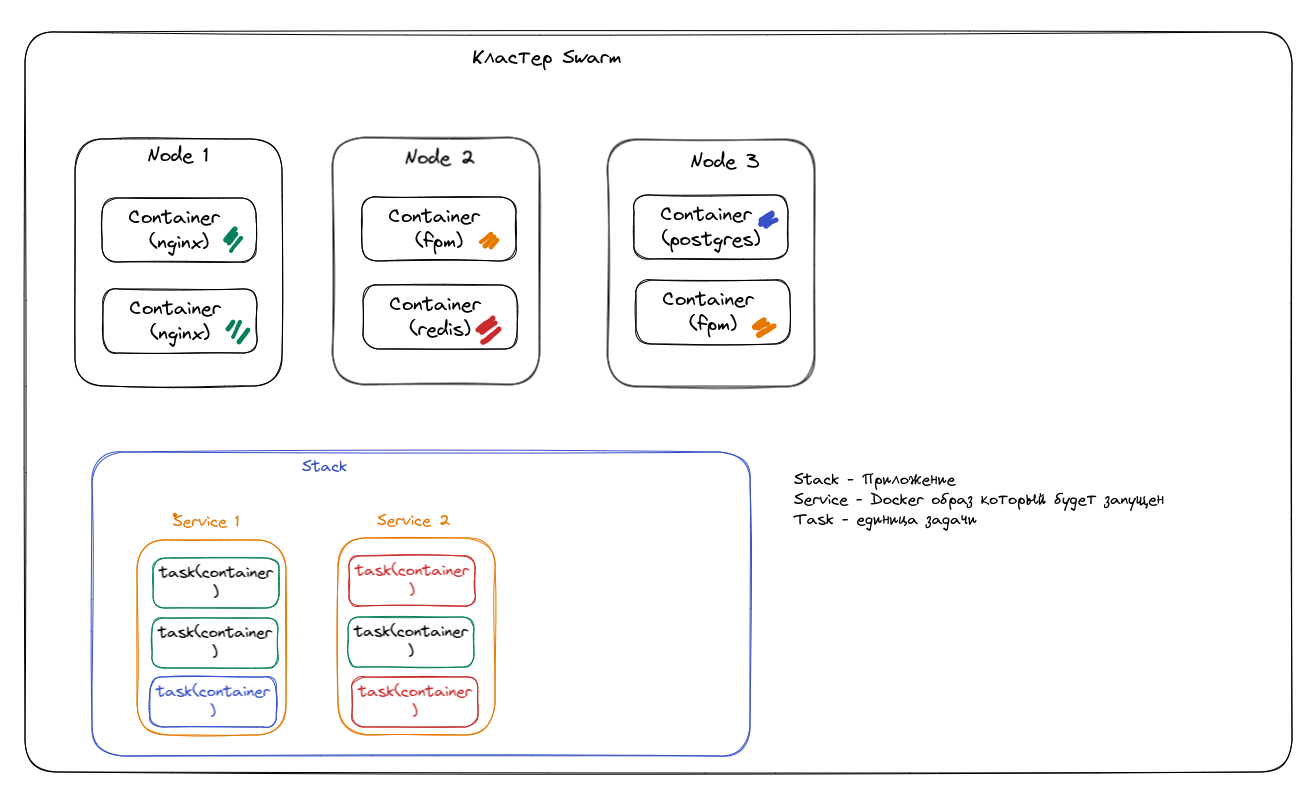 Кластер Swarm
Node 1
Container
(nginx)
Container
(nginx)
Node 2
Container
(fpm)
Container
(redis)
Node 3
Container
(postgres)
Container
(fpm)
Stack
Service 1
task(container
)
task(container
)
task(container
)
Service 2
task(container
)
task(container
)
task(container
)
Stack - Приложение
Service - Docker образ который будет запущен
Task - единица задачи